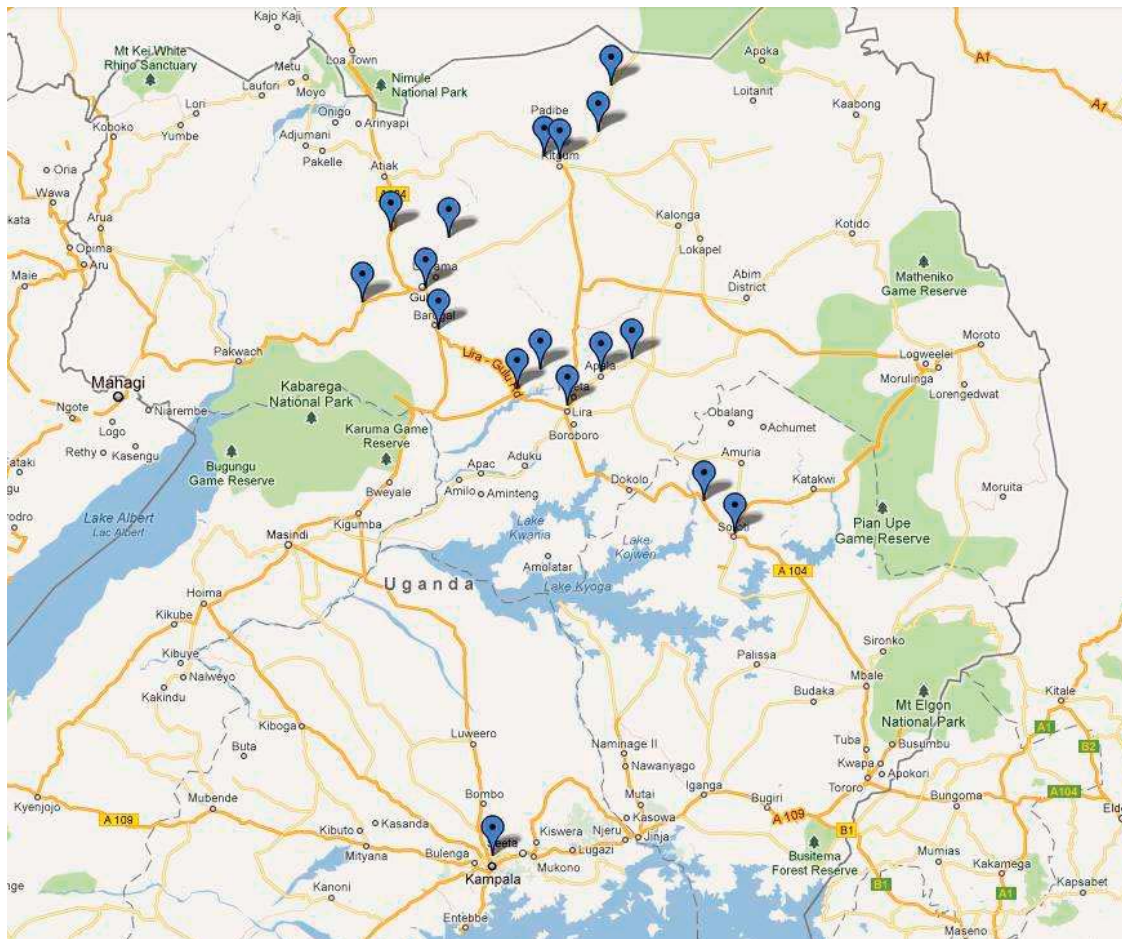 Kajo Kaji
Mt Kei White
Rhino Sanctuary
Metu
Loa Town
Apoka
A1
Laufori
Moyo
Nimule
National Park
Loitanit
Kaabong
Lori
Onigo
Padibe
A1
Koboko
Yumbe
Adjumani
Arinyapi
Pakelle
Oria
Atiak
Wawa
Arua
Kalonga
Kotido
Opima
Lokapel
Aru
Maie
Abim
District
Matheniko
Game Reserve
Pakwach
Lira - Gulu Rd
Moroto
Logweelei
Mahagi
Kabarega
National Park
Morulinga
Lorengedwat
Ngote
Niarembe
Karuma Game
Reserve
Lira
Obalang
Achumet
Logo
Boroboro
Rethy
Kasengu
Bugungu
Game Reserve
Aduku
Apac
Amuria
Bweyale
Amilo
Aminteng
Dokolo
Katakwi
Moruita
Lake Albert
Lac Albert
Kigumba
Lake
Kwania
Pian Upe
Game Reserve
Masindi
Lake
Kojwen
Amolatar
A 104
Uganda
Lake Kyoga
Hoima
Kikube
Sironko
Kibuye
Nalweyo
Palissa
Kakindu
Mbale
Budaka
Kitale
Mt Elgon
National Park
Kiboga
A1
Luweero
Tuba
Busumbu
B2
Buta
Naminage II
Kwapa
Nawanyago
Apokori
Iganga
Tororo
A104
Kyenjojo
Mubende
Bombo
Mutai
Bugiri
Bungoma
A 109
Kasanda
Kasowa
A 109
Kibuto
Kiswera
Njeru
Jinja
B1
Mityana
Bulenga
Lugazi
Busitema
Forest Reserve
Mumias
Mukono
Kampala
Kakamega
Kanoni
B1
A1
Kapsabet
Entebbe
Maseno